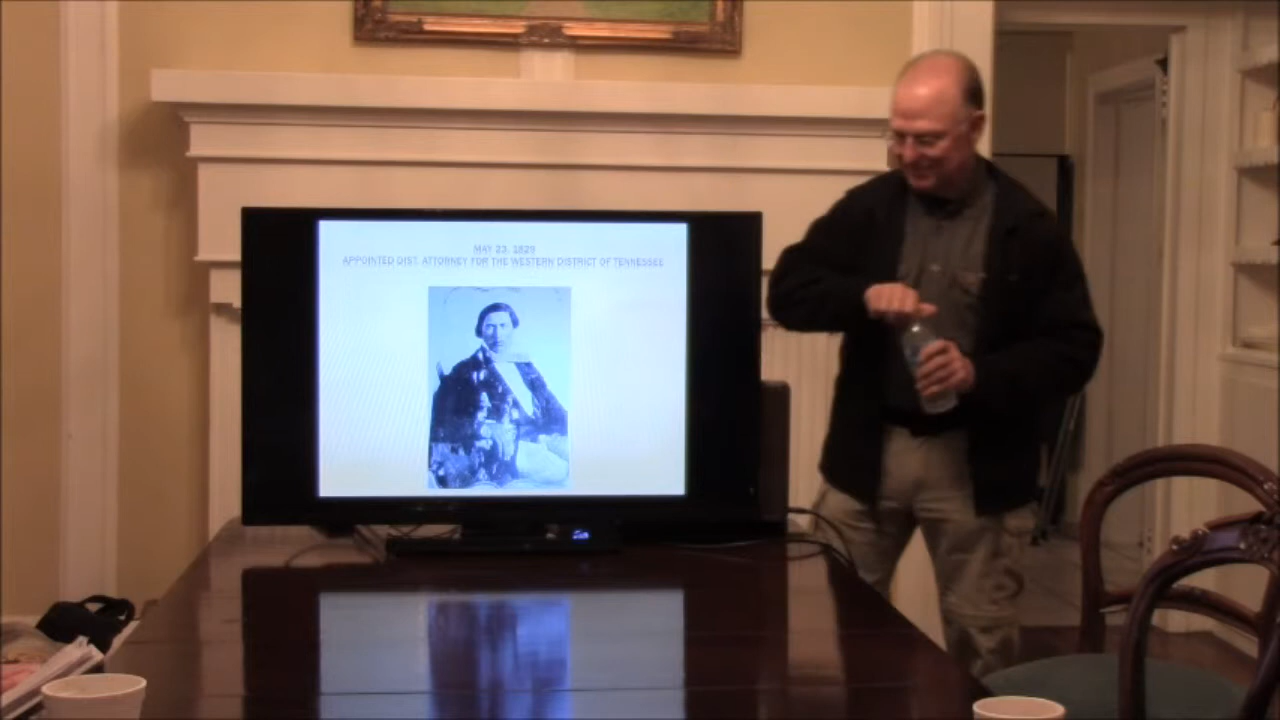 MAY 23, 1829
APPOINTED DIST. ATTORNEY FOR THE WESTERN DISTRICT OF TENNESSEE